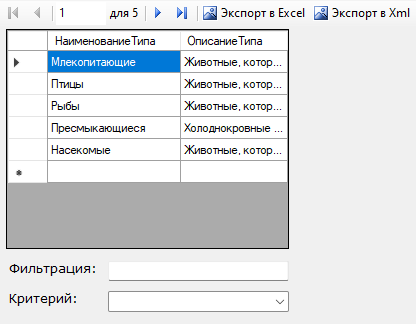 1 для 5 Экспорт в Excel Экспорт в Xml
НаименованиеТипа ОписаниеТипа
Млекопитающие Животные, котор...
Птицы Животные, котор...
Рыбы Животные, котор...
Пресмыкающиеся Холоднокровные ...
Насекомые Животные, котор...
Фильтрация:
Критерий: